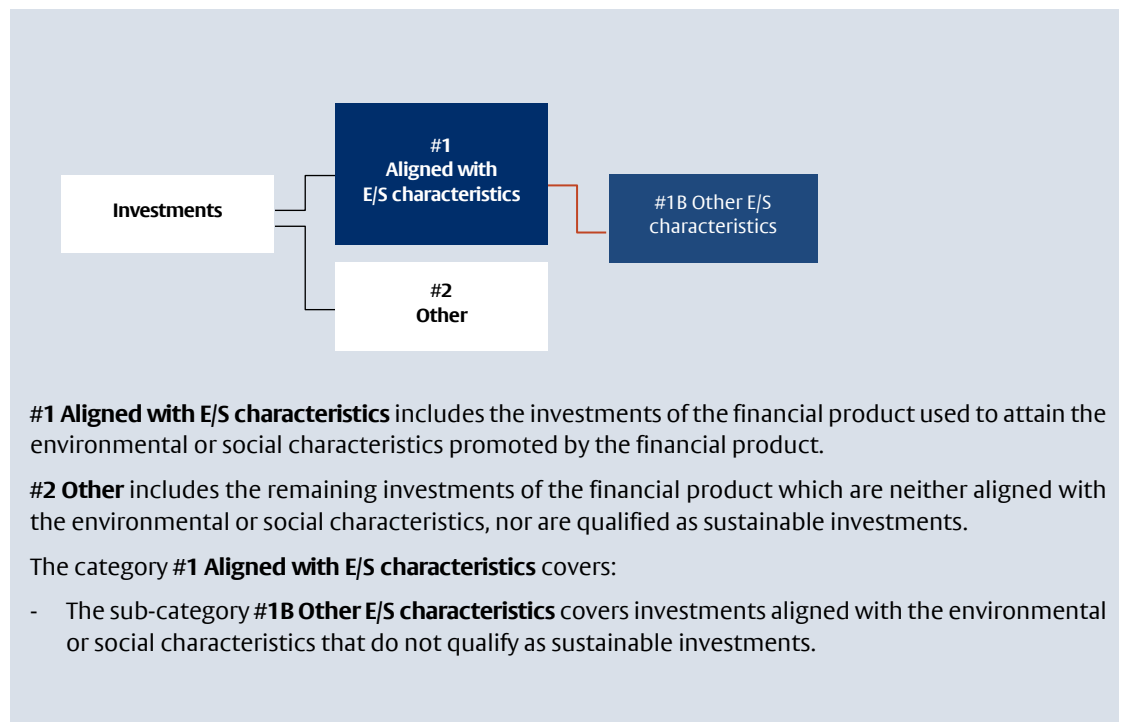 #1
Aligned with
E/S characteristics
Investments
#1B Other E/S
characteristics
#2
Other
#1 Aligned with E/S characteristics includes the investments of the financial product used to attain the
environmental or social characteristics promoted by the financial product.
#2 Other includes the remaining investments of the financial product which are neither aligned with
the environmental or social characteristics, nor are qualified as sustainable investments.
The category #1 Aligned with E/S characteristics covers:
- The sub-category #1B Other E/S characteristics covers investments aligned with the environmental
or social characteristics that do not qualify as sustainable investments.